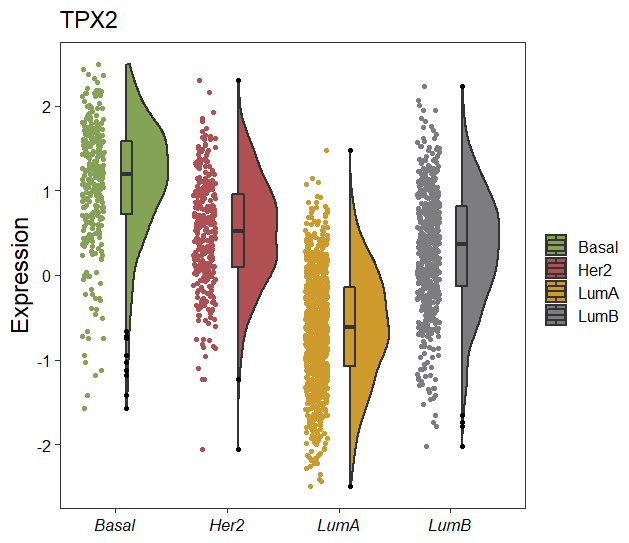 TPX2
Expression
2
1
0
-1
-2
Basal
Her2
LumA
LumB
Basal
Her2
LumA
LumB